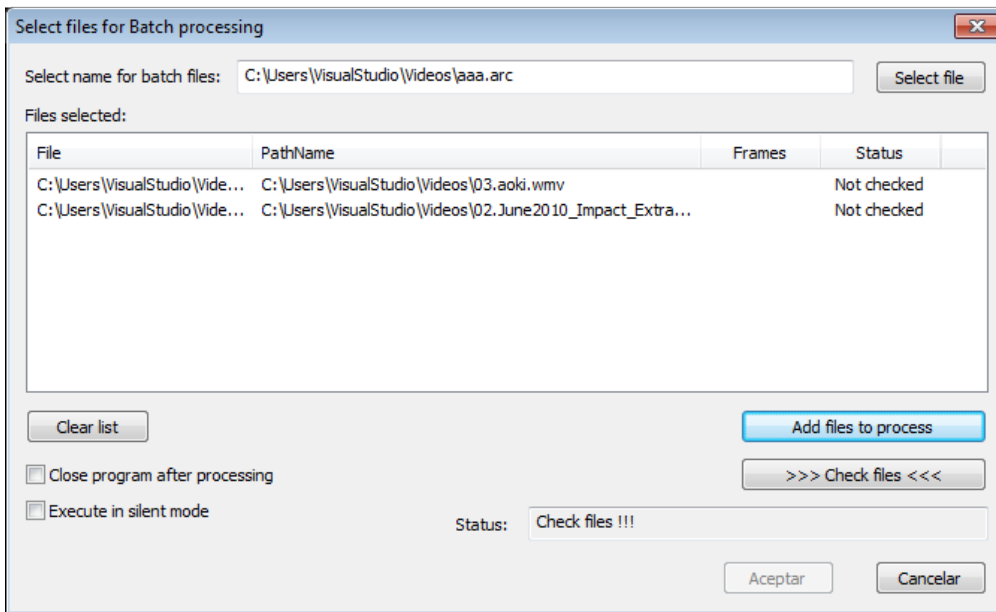 Select files for Batch processing
Select name for batch files: C:\Users\VisualStudio\Videos\aaa.arc Select file
Files selected:
File PathName Frames Status
C:\Users\VisualStudio\Vide... C:\Users\VisualStudio\Videos\03.aoki.wmv Not checked
C:\Users\VisualStudio\Vide... C:\Users\VisualStudio\Videos\02.June2010_Impact_Extra... Not checked
Clear list Add files to process
Close program after processing >>> Check files <<<
Execute in silent mode Status: Check files !!!
Aceptar Cancelar